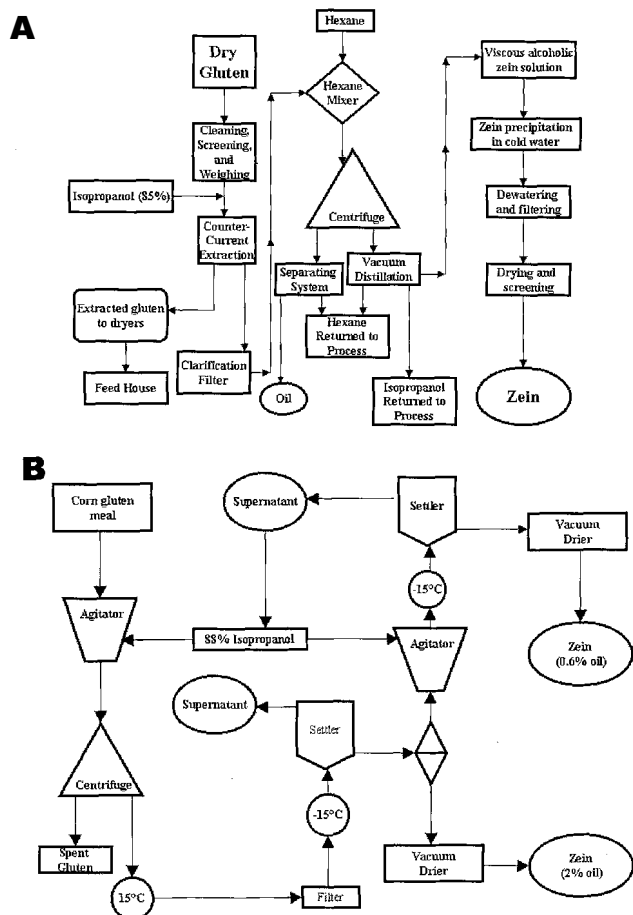 A
Dry
Gluten
Cleaning,
Screening,
and
Weighing
Isopropanol (85%)
Counter-
Current
Extraction
Extracted gluten
to dryers
Feed House
Clarification
Filter
Hexane
Hexane
Mixer
Centrifuge
Separating
System
Vacuum
Distillation
Hexane
Returned to
Process
Oil
Isopropanol
Returned to
Process
Viscous alcoholic
zein solution
Zein precipitation
in cold water
Dewatering
and filtering
Drying and
screening
Zein
B
Corn gluten
meal
Agitator
Centrifuge
Spent
Gluten
15°C
Filter
-15°C
Settler
Supernatant
88% Isopropanol
Supernatant
Settler
-15°C
Agitator
Vacuum
Drier
Zein
(0.6% oil)
Vacuum
Drier
Zein
(2% oil)